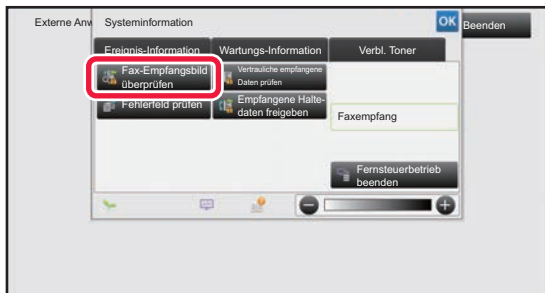 Externe Anw
Systeminformation
OK
Beenden
Ereignis-Information
Wartungs-Information
Verbl. Toner
Fax-Empfangsbild
überprüfen
Vertrauliche empfangene
Daten prüfen
Fehlerfeld prüfen
Empfangene Halte-
daten freigeben
Faxempfang
Fernsteuerbetrieb
beenden